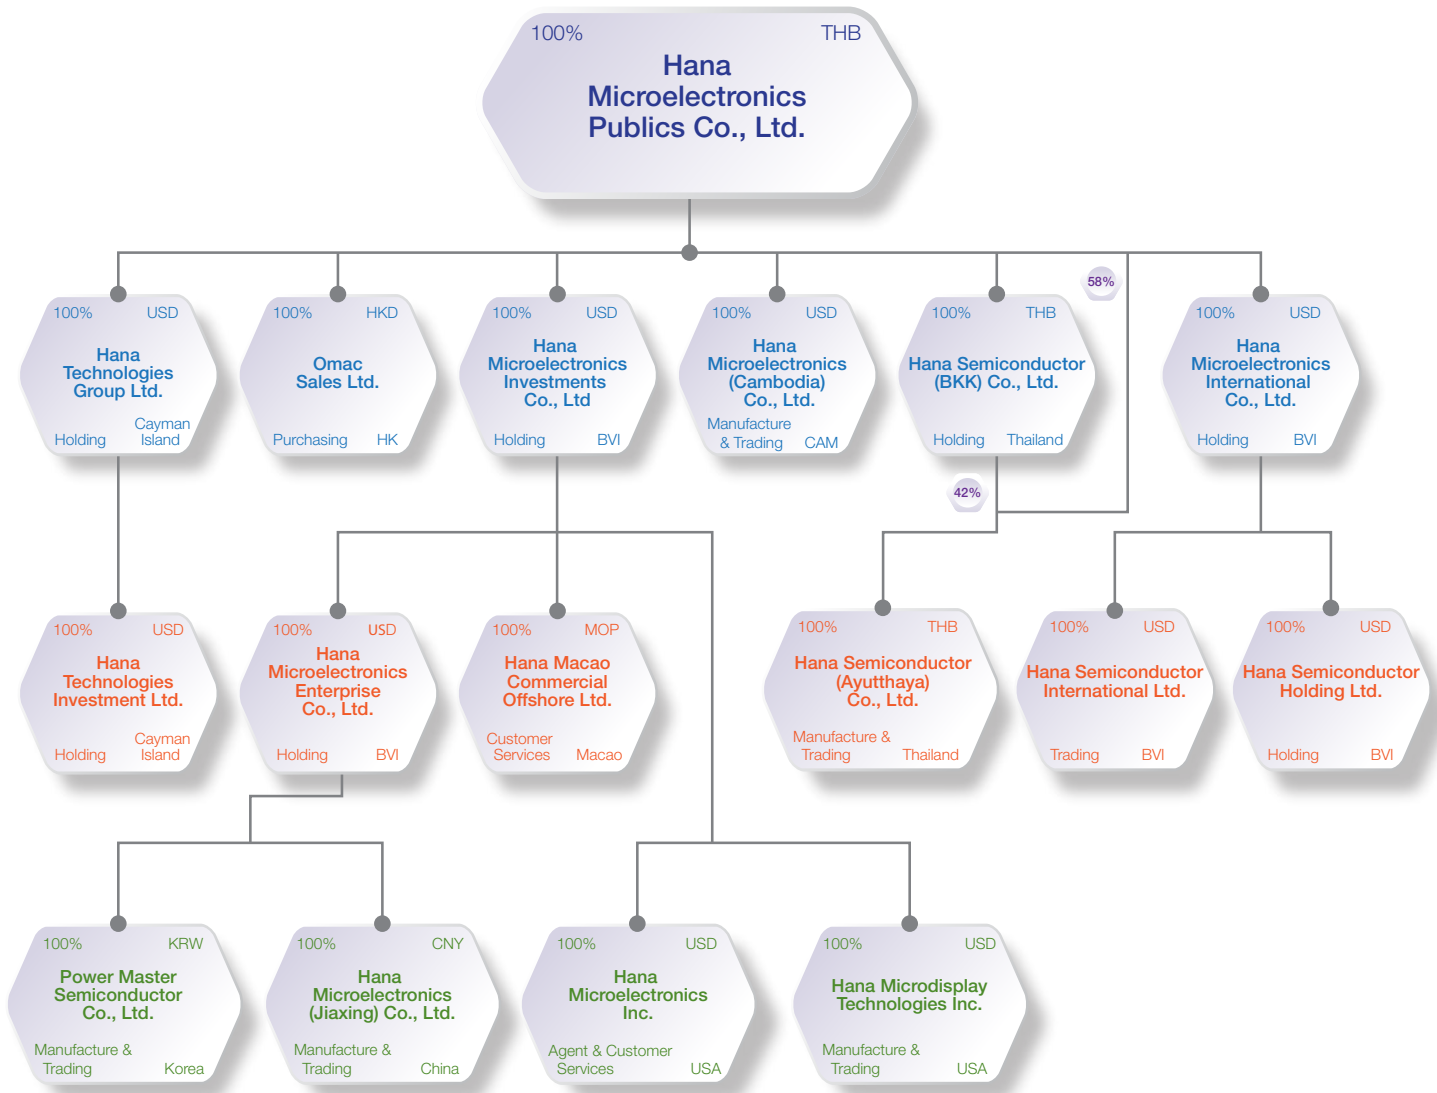 100% THB
Hana
Microelectronics
Publics Co., Ltd.
58%
100% USD
Hana
Technologies
Group Ltd.
Holding Cayman
Island
100% HKD
Omac
Sales Ltd.
Purchasing HK
100% USD
Hana
Microelectronics
Investments
Co., Ltd
Holding BVI
100% USD
Hana
Microelectronics
(Cambodia)
Co., Ltd.
Manufacture
& Trading CAM
100% THB
Hana Semiconductor
(BKK) Co., Ltd.
Holding Thailand
100% USD
Hana
Microelectronics
International
Co., Ltd.
Holding BVI
42%
100% USD
Hana
Technologies
Investment Ltd.
Holding Cayman
Island
100% USD
Hana
Microelectronics
Enterprise
Co., Ltd.
Holding BVI
100% MOP
Hana Macao
Commercial
Offshore Ltd.
Customer
Services Macao
100% THB
Hana Semiconductor
(Ayutthaya)
Co., Ltd.
Manufacture &
Trading Thailand
100% USD
Hana Semiconductor
International Ltd.
Trading BVI
100% USD
Hana Semiconductor
Holding Ltd.
Holding BVI
100% KRW
Power Master
Semiconductor
Co., Ltd.
Manufacture &
Trading Korea
100% CNY
Hana
Microelectronics
(Jiaxing) Co., Ltd.
Manufacture &
Trading China
100% USD
Hana
Microelectronics
Inc.
Agent & Customer
Services USA
100% USD
Hana Microdisplay
Technologies Inc.
Manufacture &
Trading USA